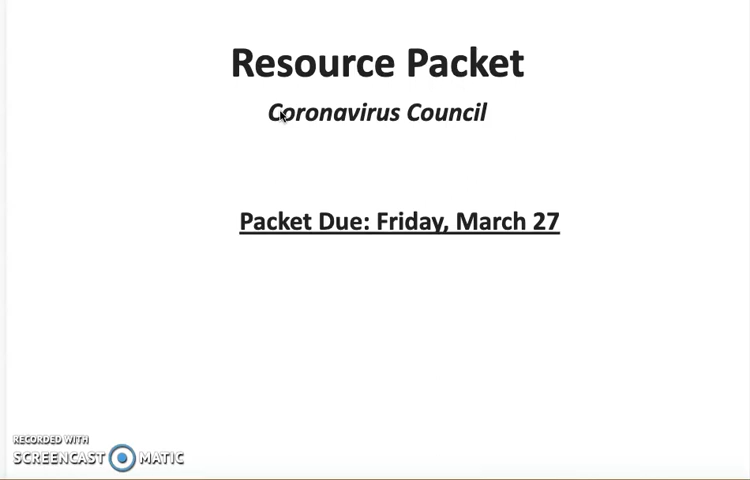 Resource Packet
Coronavirus Council
Packet Due: Friday, March 27
RECORDED WITH
SCREENCAST MATIC